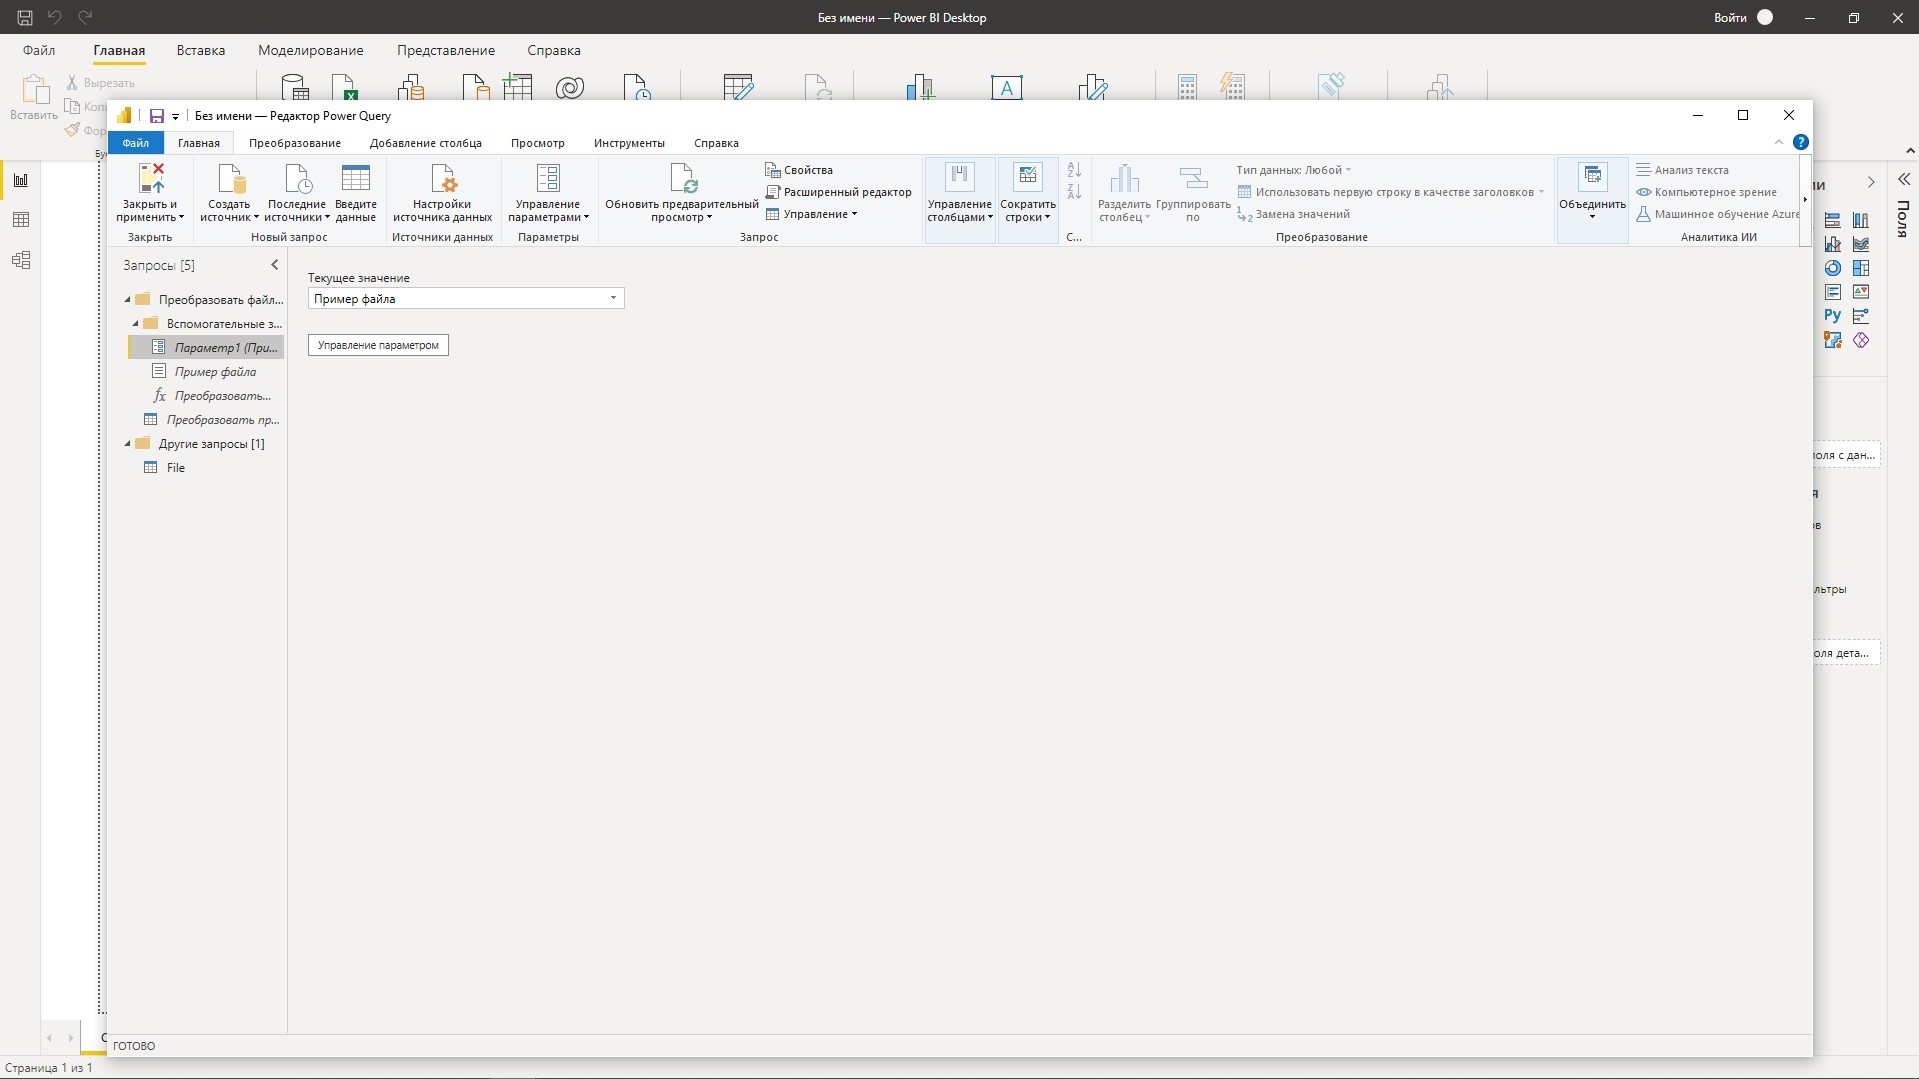 Без имени — Power BI Desktop
Войти
Файл
Главная
Вставка
Моделирование
Представление
Справка
Вставить
Вырезать
Без имени — Редактор Power Query
Файл
Главная
Преобразование
Добавление столбца
Просмотр
Инструменты
Справка
Закрыть и применить
Закрыть
Создать источник
Последние источники
Введите данные
Новый запрос
Настройки источника данных
Источники данных
Управление параметрами
Параметры
Обновить предварительный просмотр
Свойства
Расширенный редактор
Управление
Запрос
Управление столбцами
Сократить строки
С...
Разделить столбец
Группировать по
Тип данных: Любой
Использовать первую строку в качестве заголовков
Замена значений
Преобразование
Объединить
Анализ текста
Компьютерное зрение
Машинное обучение Azure
Аналитика ИИ
Запросы [5]
Преобразовать файл...
Вспомогательные з...
Параметр1 (При...
Пример файла
Преобразовать...
Преобразовать пр...
Другие запросы [1]
File
Текущее значение
Пример файла
Управление параметром
Поля
Py
поля с дан...
льтры
оля дета...
ГОТОВО
Страница 1 из 1